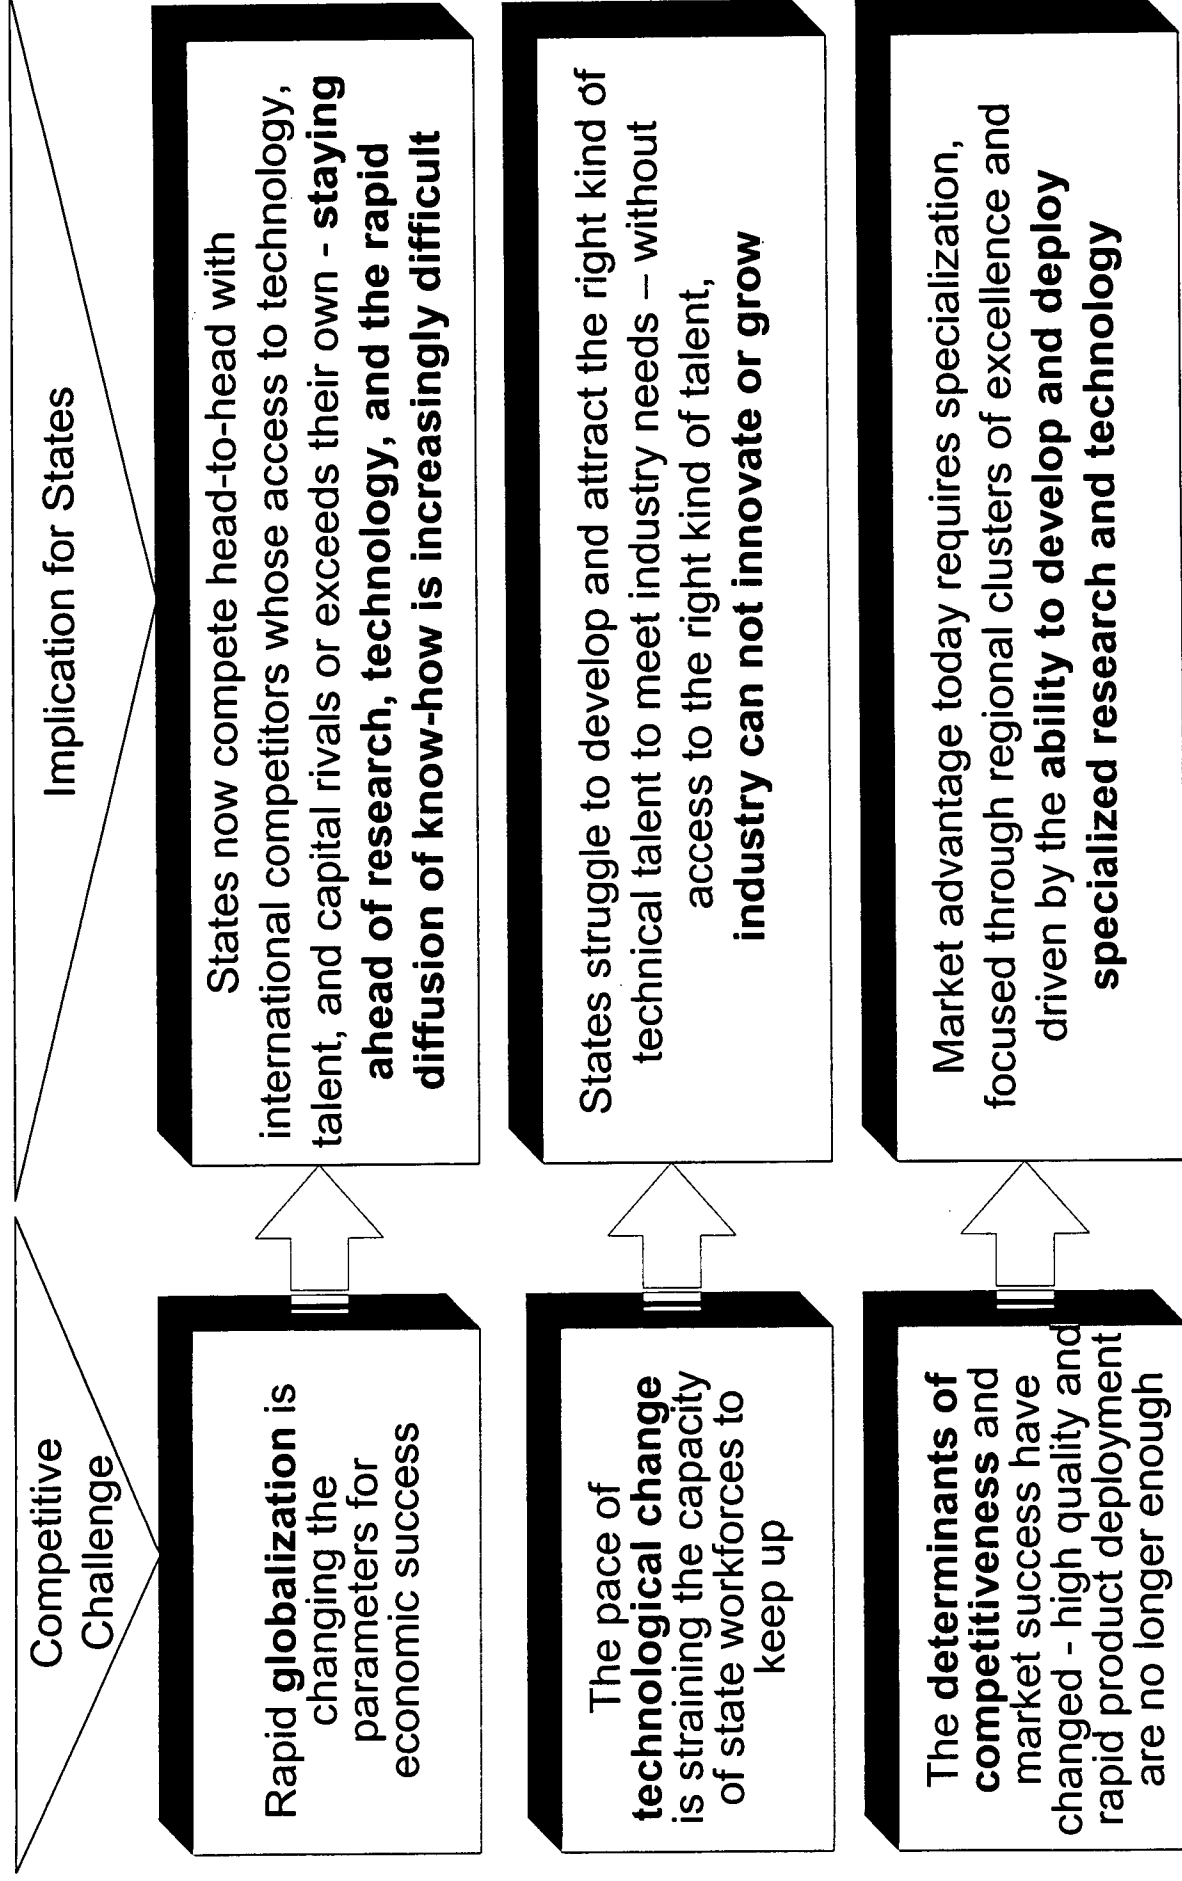 Competitive
Challenge
Implication for States
Rapid globalization is
changing the
parameters for
economic success
States now compete head-to-head with
international competitors whose access to technology,
talent, and capital rivals or exceeds their own - staying
ahead of research, technology, and the rapid
diffusion of know-how is increasingly difficult
The pace of
technological change
is straining the capacity
of state workforces to
keep up
States struggle to develop and attract the right kind of
technical talent to meet industry needs – without
access to the right kind of talent,
industry can not innovate or grow
The determinants of
competitiveness and
market success have
changed - high quality and
rapid product deployment
are no longer enough
Market advantage today requires specialization,
focused through regional clusters of excellence and
driven by the ability to develop and deploy
specialized research and technology